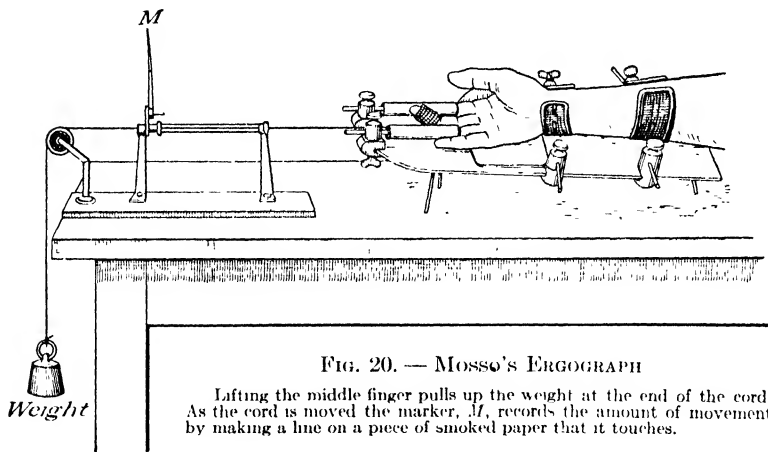 M
Weight
FIG. 20. — MOSSO'S ERGOGRAPH
Lifting the middle finger pulls up the weight at the end of the cord
As the cord is moved the marker, M, records the amount of movement
by making a line on a piece of smoked paper that it touches.